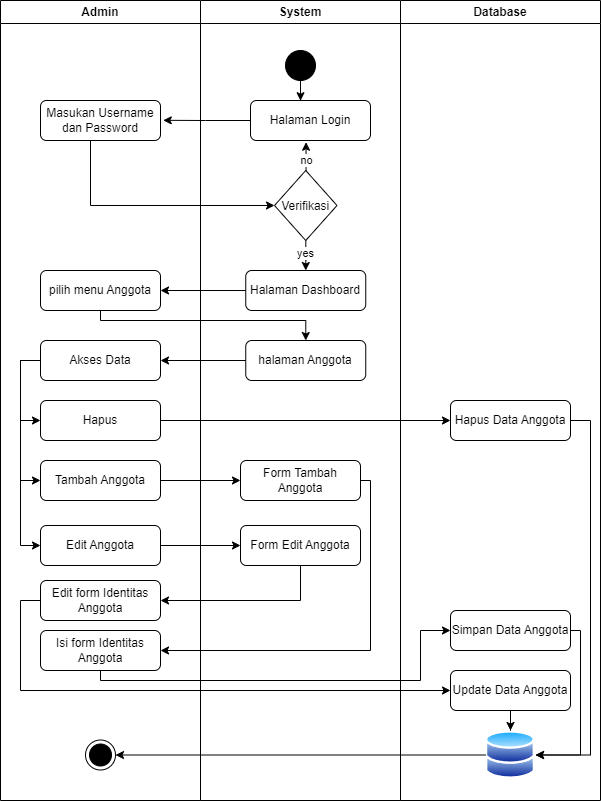 Admin
System
Database
Masukan Username
dan Password
Halaman Login
no
Verifikasi
yes
pilih menu Anggota
Halaman Dashboard
Akses Data
halaman Anggota
Hapus
Hapus Data Anggota
Tambah Anggota
Form Tambah
Anggota
Edit Anggota
Form Edit Anggota
Edit form Identitas
Anggota
Isi form Identitas
Anggota
Simpan Data Anggota
Update Data Anggota